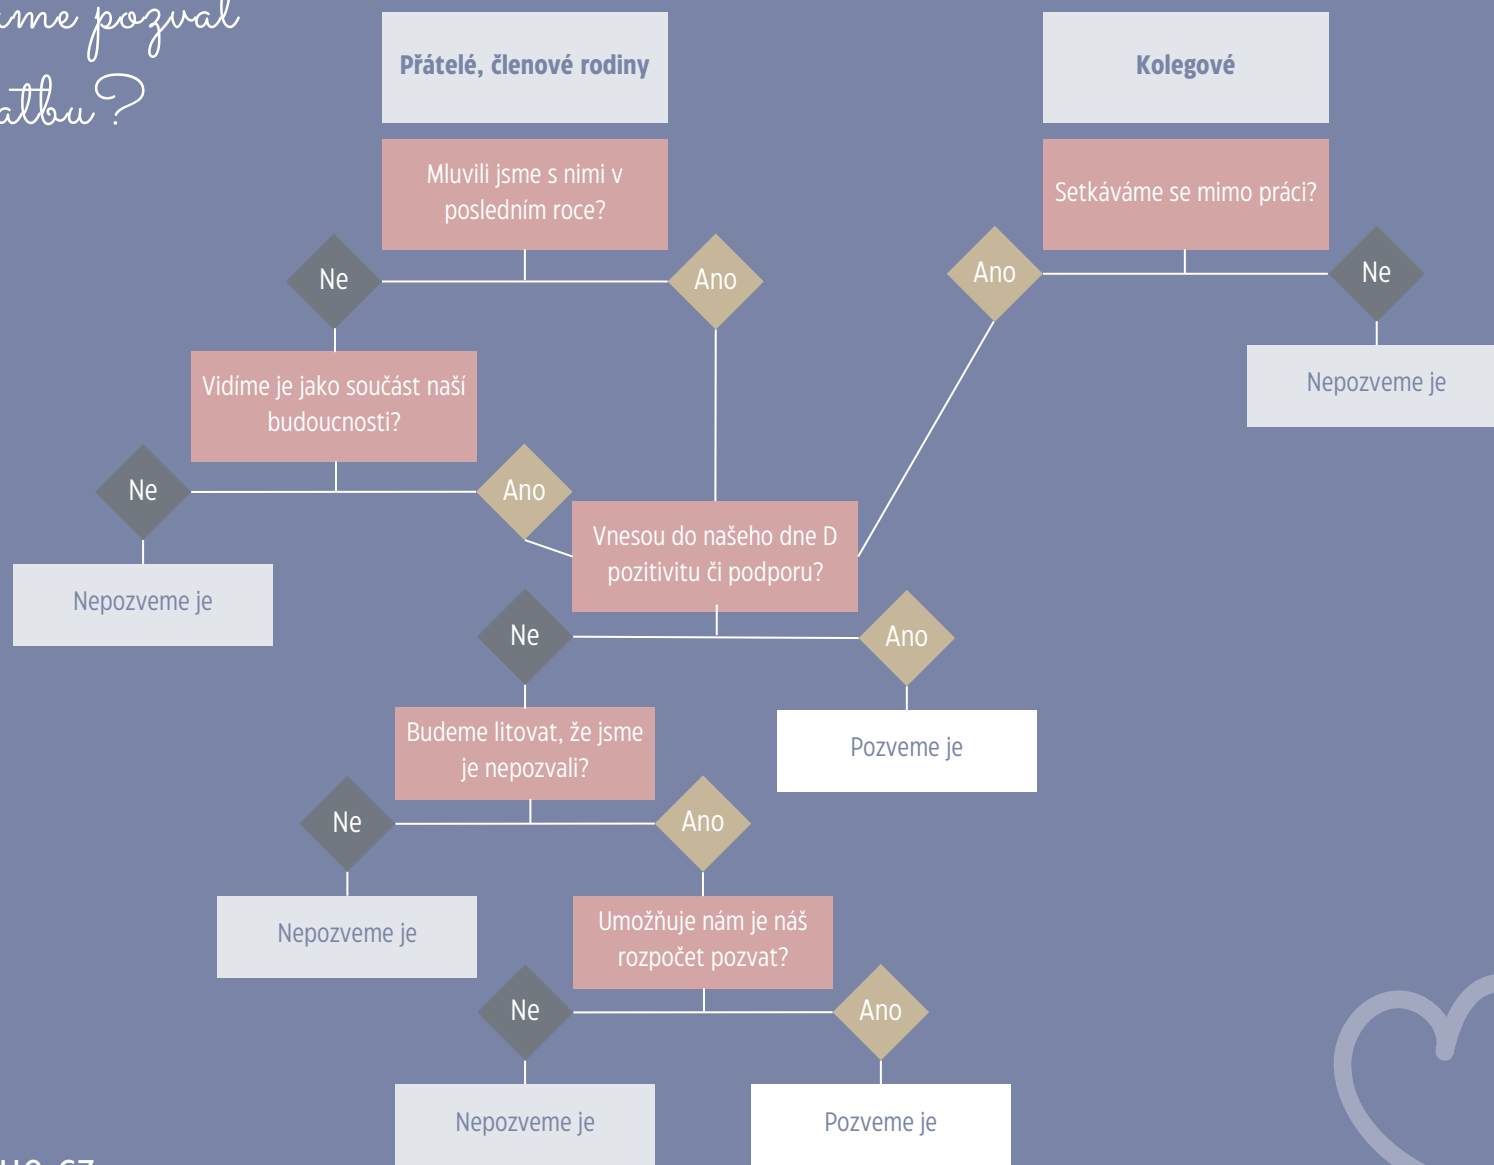 pozval
Přátelé, členové rodiny
Kolegové
Mluvili jsme s nimi v
posledním roce?
Setkáváme se mimo práci?
Ne
Ano
Ano
Ne
Vidíme je jako součást naší
budoucnosti?
Nepozveme je
Ne
Ano
Vnesou do našeho dne D
pozitivitu či podporu?
Nepozveme je
Ne
Ano
Budeme litovat, že jsme
je nepozvali?
Pozveme je
Ne
Ano
Nepozveme je
Umožňuje nám je náš
rozpočet pozvat?
Ne
Ano
Nepozveme je
Pozveme je